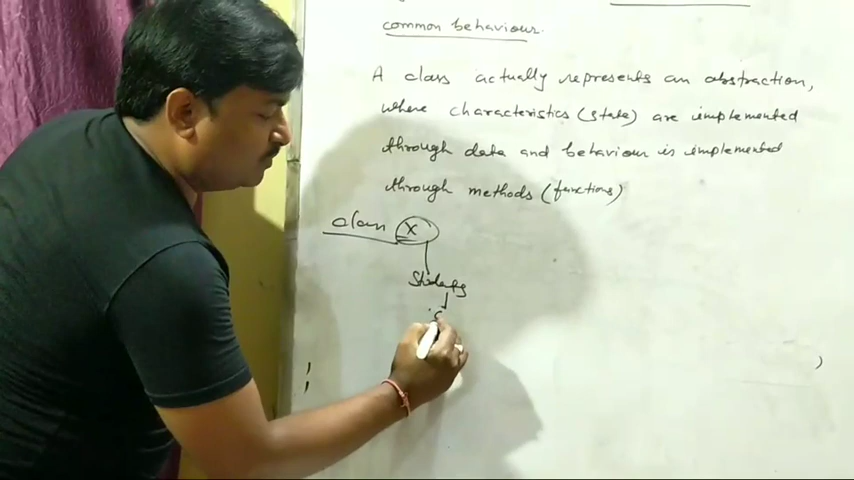 common behaviour.
A class actually represents an abstraction,
where characteristics (state) are implemented
through data and behaviour is implemented
through methods (functions)
class X